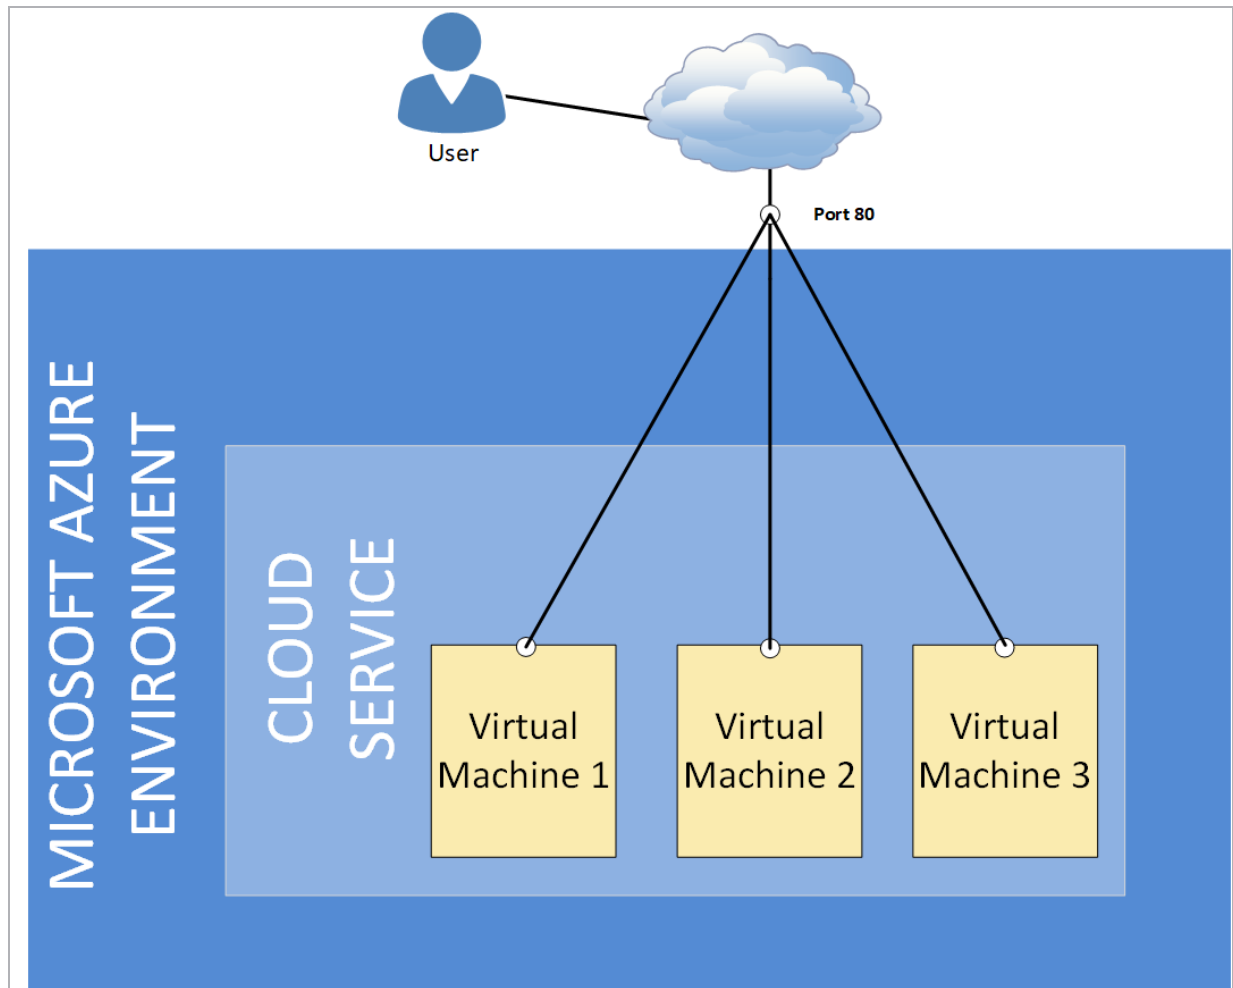 User
Port 80
MICROSOFT AZURE
ENVIRONMENT
CLOUD
SERVICE
Virtual
Machine 1
Virtual
Machine 2
Virtual
Machine 3